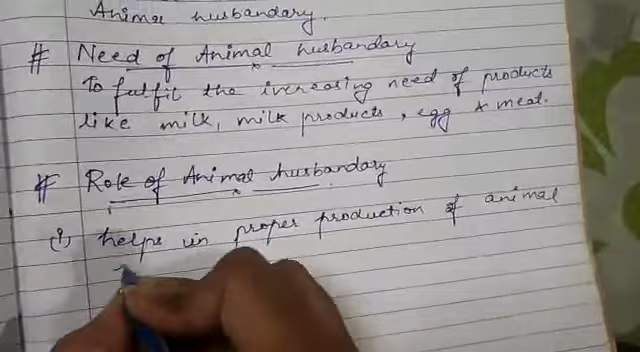 Animal husbandary.
# Need of Animal husbandary
To fulfil the increasing need of products
like milk, milk products, egg & meat.
# Role of Animal husbandary
(i) helps in proper production of animal